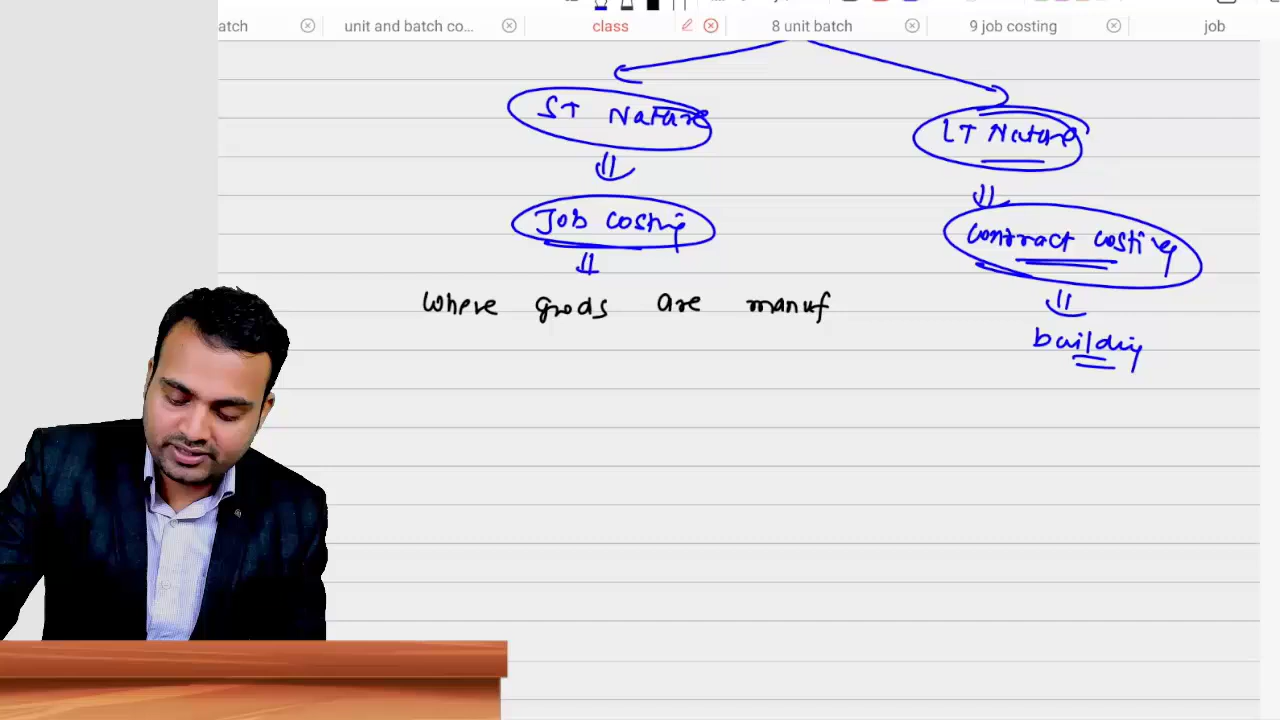 atch unit and batch co... class 8 unit batch 9 job costing job
ST Nature
LT Nature
Job costing
contract costing
where goods are manuf
building